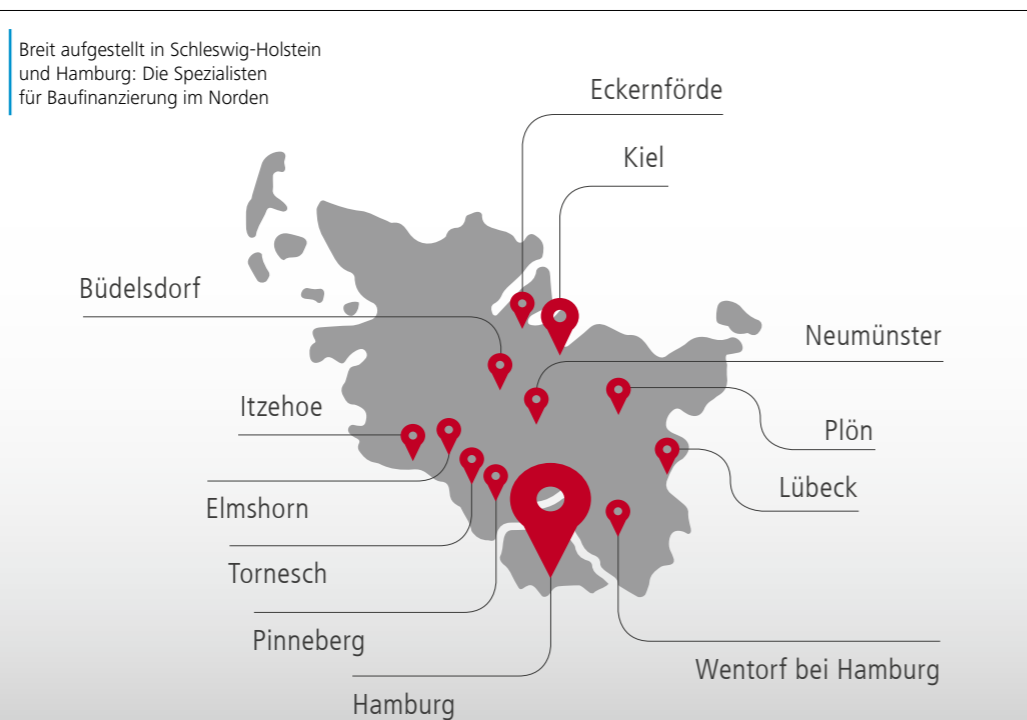 Breit aufgestellt in Schleswig-Holstein
und Hamburg: Die Spezialisten
für Baufinanzierung im Norden
Eckernförde
Kiel
Büdelsdorf
Neumünster
Itzehoe
Plön
Lübeck
Elmshorn
Tornesch
Pinneberg
Wentorf bei Hamburg
Hamburg